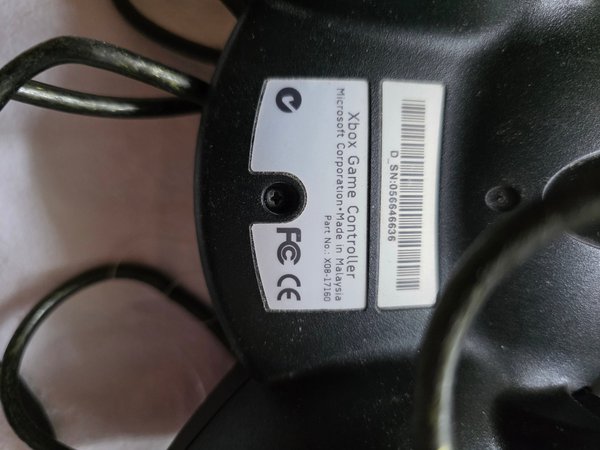 Xbox Game Controller
Microsoft Corporation•Made in Malaysia
Part No.: X08-17160
FC CE
D_SN:056646636